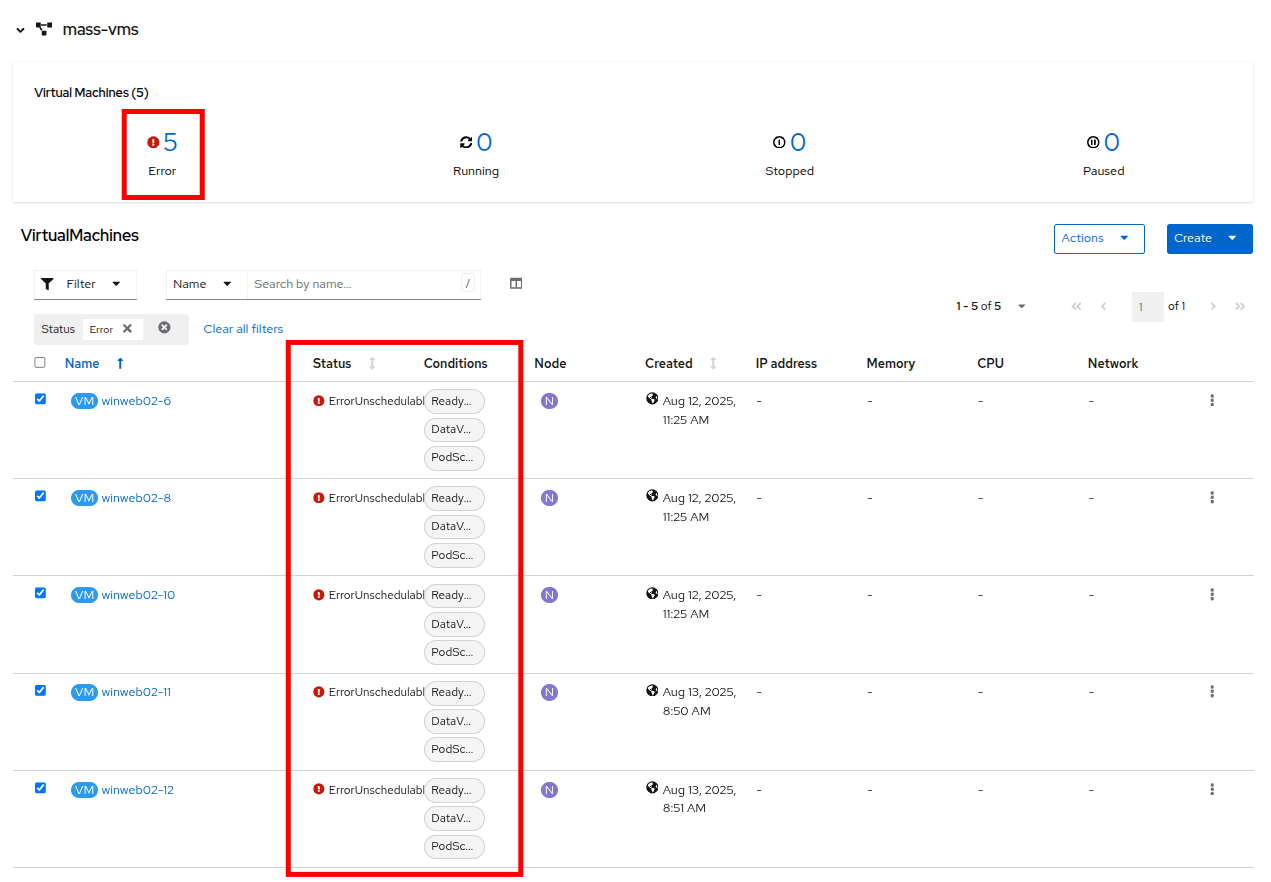 mass-vms
Virtual Machines (5)
5 0 0 0
Error Running Stopped Paused
VirtualMachines
Actions Create
Filter Name Search by name... /
1 - 5 of 5 1 of 1
Status Error Clear all filters
Name Status Conditions Node Created IP address Memory CPU Network
VM winweb02-6 ErrorUnschedulabl Ready... N Aug 12, 2025, - - - -
11:25 AM
DataV...
PodSc...
VM winweb02-8 ErrorUnschedulabl Ready... N Aug 12, 2025, - - - -
11:25 AM
DataV...
PodSc...
VM winweb02-10 ErrorUnschedulabl Ready... N Aug 12, 2025, - - - -
11:25 AM
DataV...
PodSc...
VM winweb02-11 ErrorUnschedulabl Ready... N Aug 13, 2025, - - - -
8:50 AM
DataV...
PodSc...
VM winweb02-12 ErrorUnschedulabl Ready... N Aug 13, 2025, - - - -
8:51 AM
DataV...
PodSc...